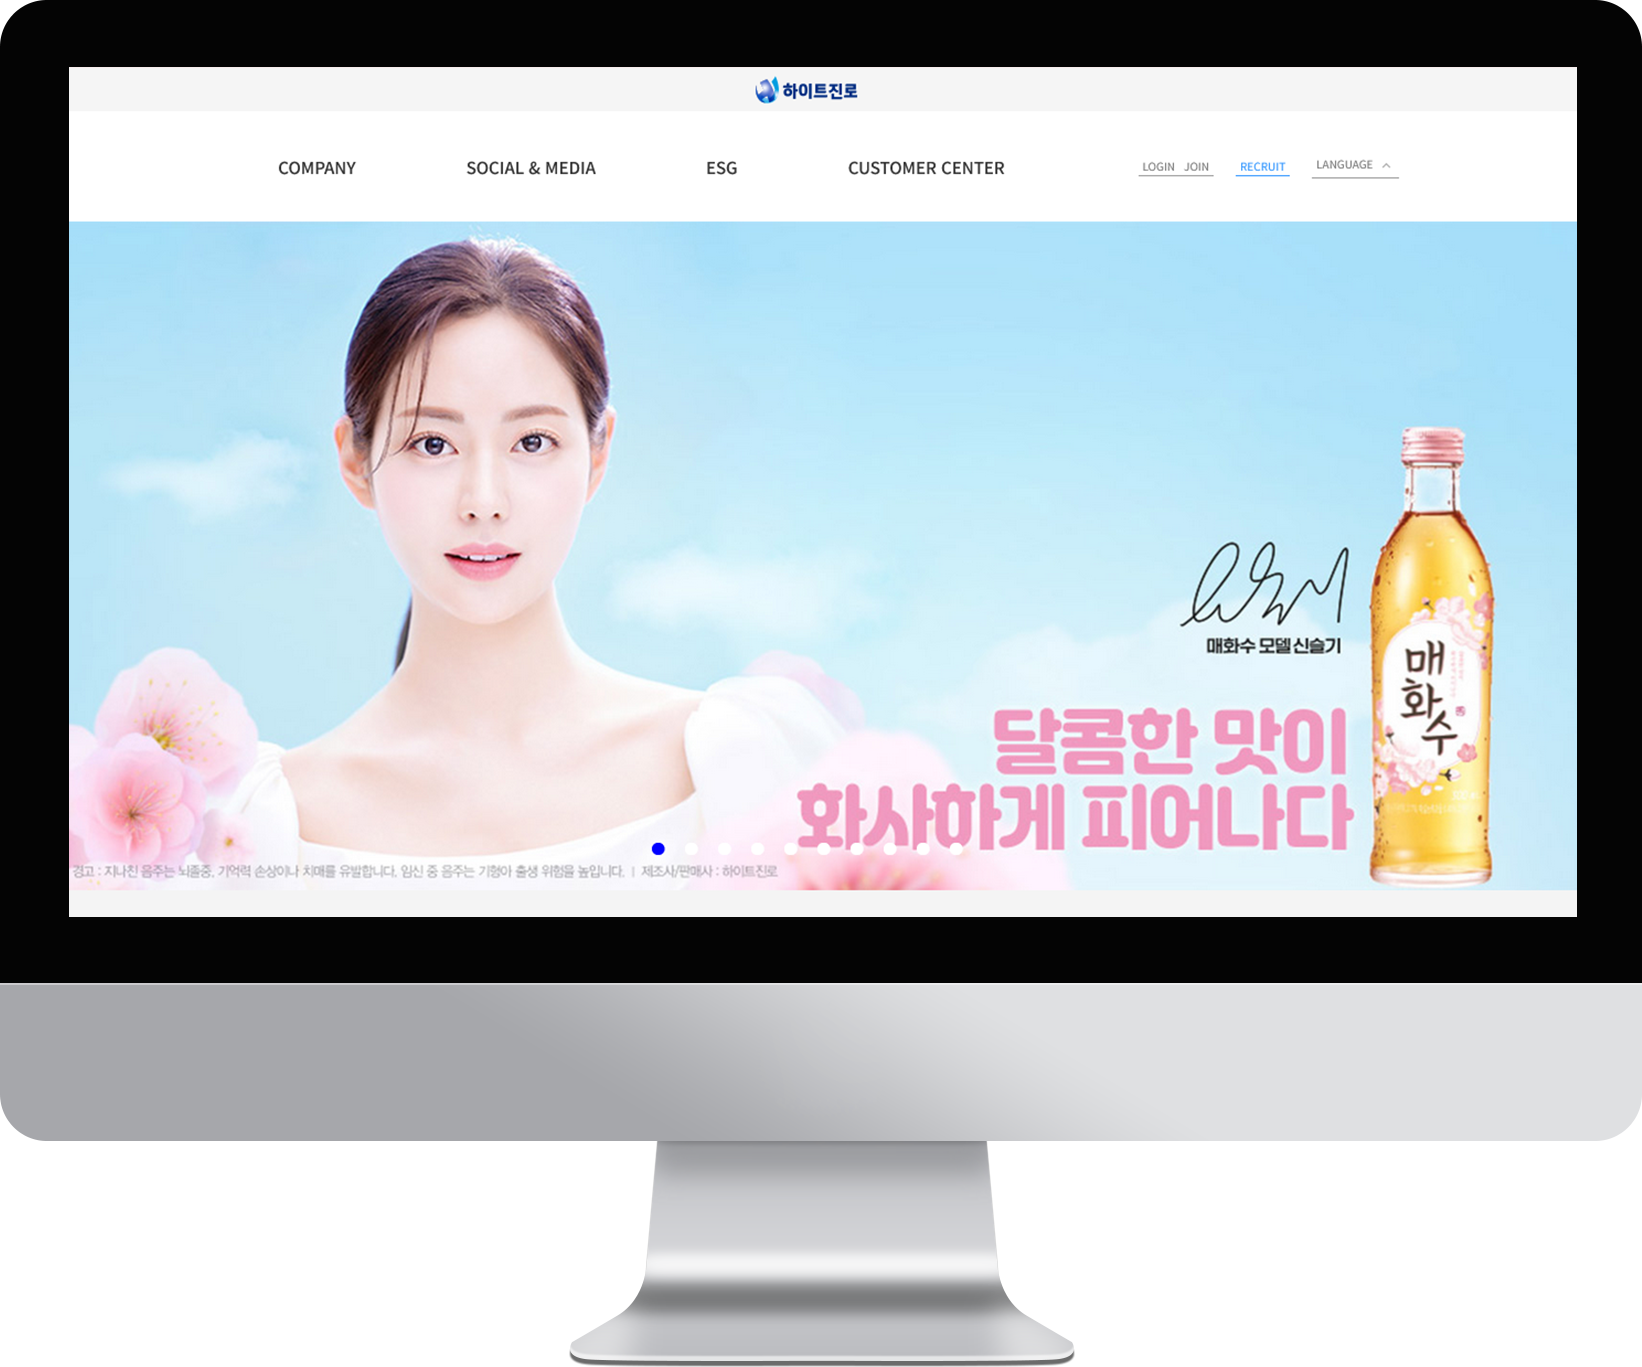 하이트진로
COMPANY
SOCIAL & MEDIA
ESG
CUSTOMER CENTER
LOGIN JOIN
RECRUIT
LANGUAGE
매화수 모델 신슬기
달콤한 맛이
화사하게 피어나다
매
화
수
경고 : 지나친 음주는 뇌졸중, 기억력 손상이나 치매를 유발합니다. 임신 중 음주는 기형아 출생 위험을 높입니다. | 제조사/판매사 : 하이트진로